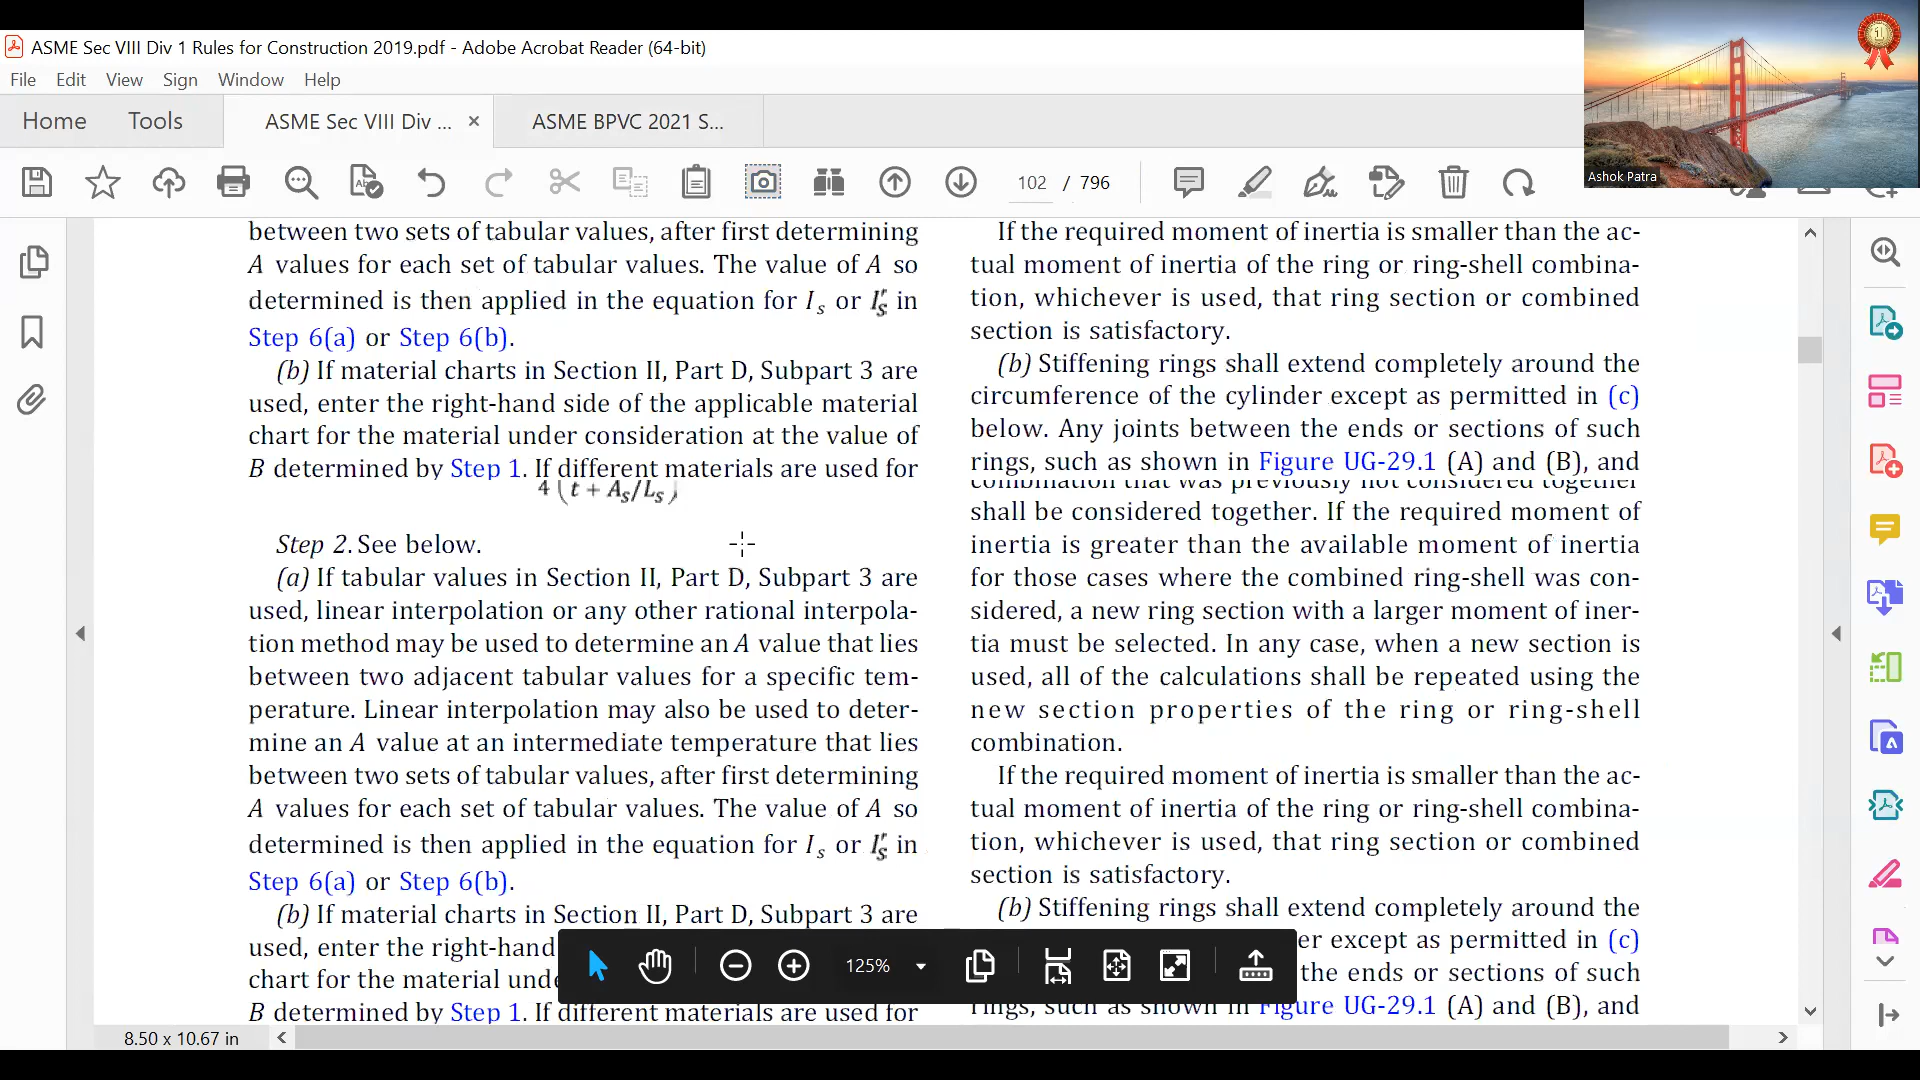 ASME Sec VIII Div 1 Rules for Construction 2019.pdf - Adobe Acrobat Reader (64-bit)
File Edit View Sign Window Help
Home Tools ASME Sec VIII Div ... × ASME BPVC 2021 S...
102 / 796
1
Ashok Patra
between two sets of tabular values, after first determining
A values for each set of tabular values. The value of A so
determined is then applied in the equation for I s or I's in
Step 6(a) or Step 6(b).
(b) If material charts in Section II, Part D, Subpart 3 are
used, enter the right-hand side of the applicable material
chart for the material under consideration at the value of
B determined by Step 1. If different materials are used for
4 (t + As/Ls)
Step 2. See below.
(a) If tabular values in Section II, Part D, Subpart 3 are
used, linear interpolation or any other rational interpola-
tion method may be used to determine an A value that lies
between two adjacent tabular values for a specific tem-
perature. Linear interpolation may also be used to deter-
mine an A value at an intermediate temperature that lies
between two sets of tabular values, after first determining
A values for each set of tabular values. The value of A so
determined is then applied in the equation for I s or I's in
Step 6(a) or Step 6(b).
(b) If material charts in Section II, Part D, Subpart 3 are
used, enter the right-hand
chart for the material unde
B determined by Step 1. If different materials are used for
If the required moment of inertia is smaller than the ac-
tual moment of inertia of the ring or ring-shell combina-
tion, whichever is used, that ring section or combined
section is satisfactory.
(b) Stiffening rings shall extend completely around the
circumference of the cylinder except as permitted in (c)
below. Any joints between the ends or sections of such
rings, such as shown in Figure UG-29.1 (A) and (B), and
combination that was previously not considered together
shall be considered together. If the required moment of
inertia is greater than the available moment of inertia
for those cases where the combined ring-shell was con-
sidered, a new ring section with a larger moment of iner-
tia must be selected. In any case, when a new section is
used, all of the calculations shall be repeated using the
new section properties of the ring or ring-shell
combination.
If the required moment of inertia is smaller than the ac-
tual moment of inertia of the ring or ring-shell combina-
tion, whichever is used, that ring section or combined
section is satisfactory.
(b) Stiffening rings shall extend completely around the
er except as permitted in (c)
the ends or sections of such
rings, such as shown in Figure UG-29.1 (A) and (B), and
125%
8.50 x 10.67 in